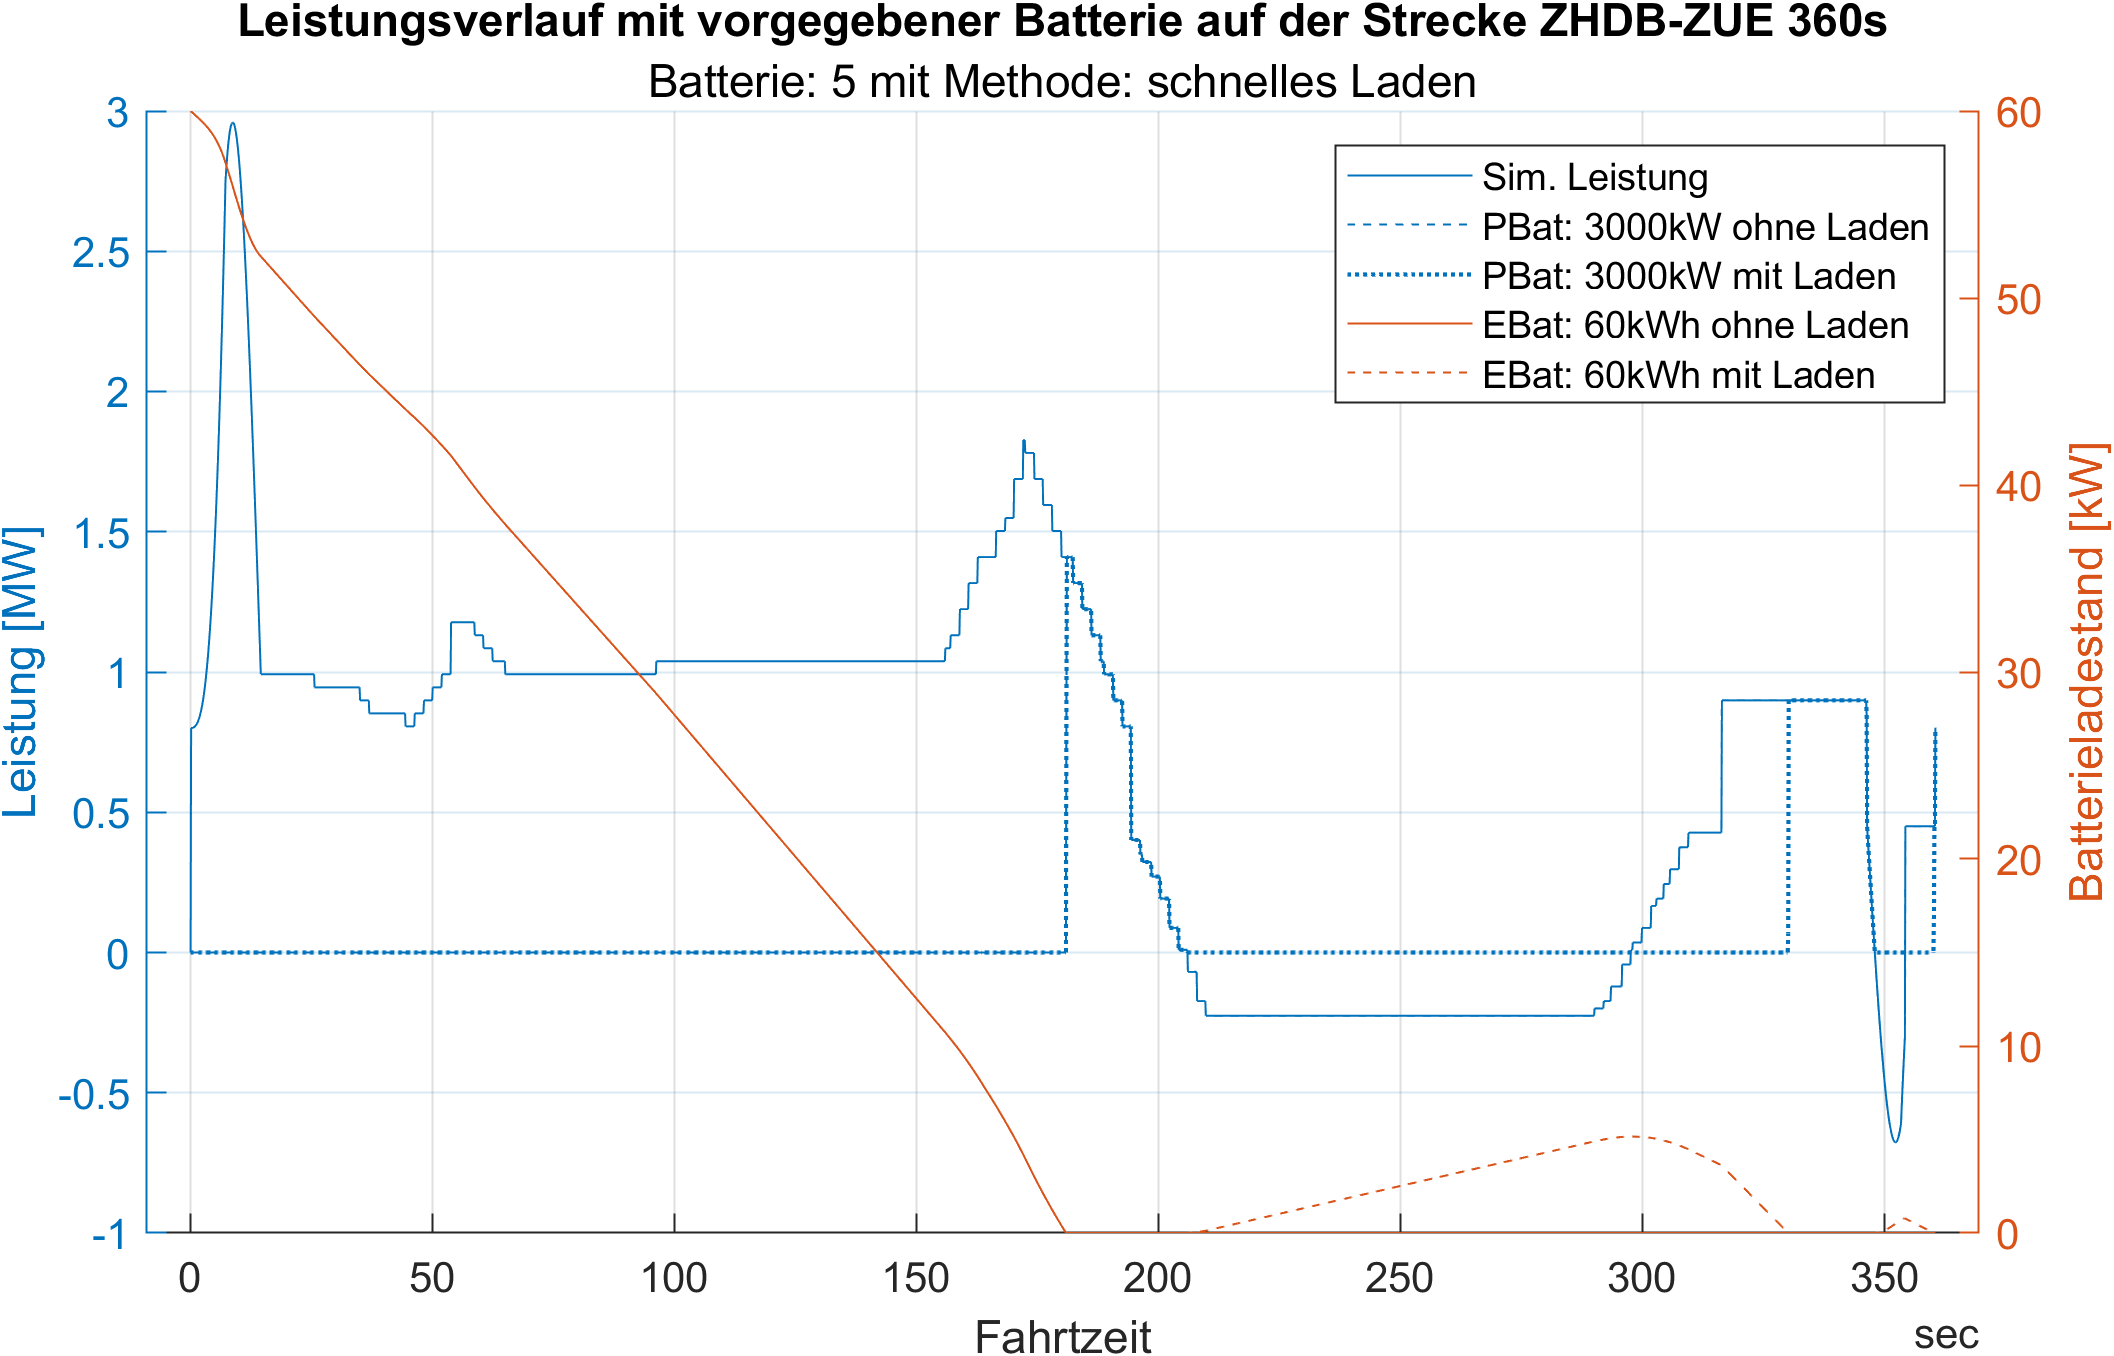 Leistungsverlauf mit vorgegebener Batterie auf der Strecke ZHDB-ZUE 360s
Batterie: 5 mit Methode: schnelles Laden
Sim. Leistung
PBat: 3000kW ohne Laden
PBat: 3000kW mit Laden
EBat: 60kWh ohne Laden
EBat: 60kWh mit Laden
Leistung [MW]
3
2.5
2
1.5
1
0.5
0
-0.5
-1
Batterieladestand [kW]
60
50
40
30
20
10
0
0 50 100 150 200 250 300 350
Fahrtzeit
sec